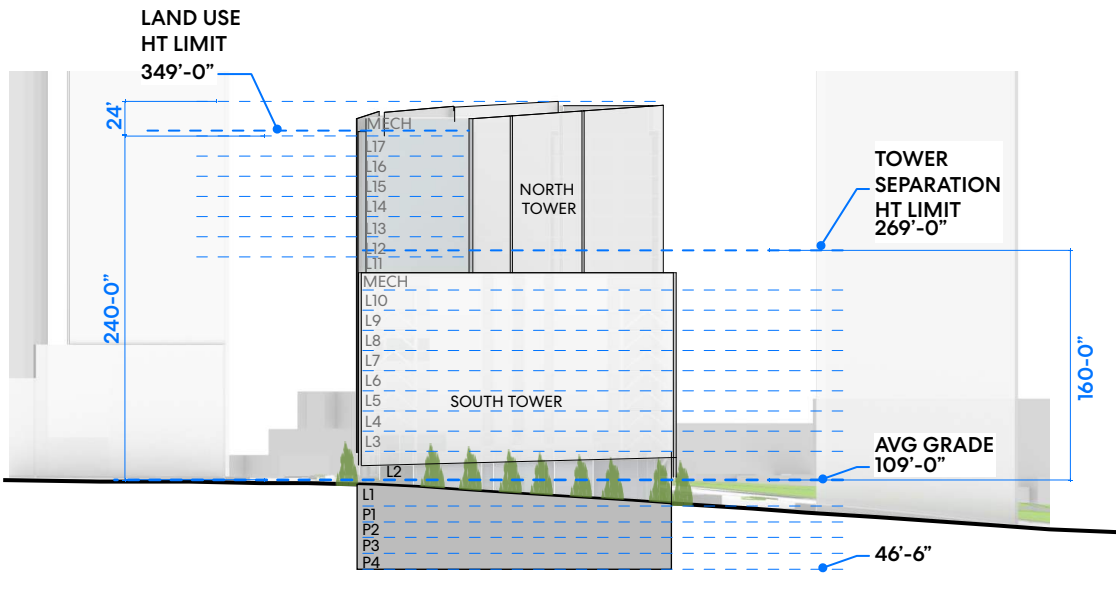 LAND USE
HT LIMIT
349’-0”
24’
MECH
L17
L16
L15
L14
L13
L12
L11
NORTH
TOWER
TOWER
SEPARATION
HT LIMIT
269’-0”
240-0”
MECH
L10
L9
L8
L7
L6
L5
L4
L3
SOUTH TOWER
160-0”
L2
AVG GRADE
109’-0”
L1
P1
P2
P3
P4
46’-6”